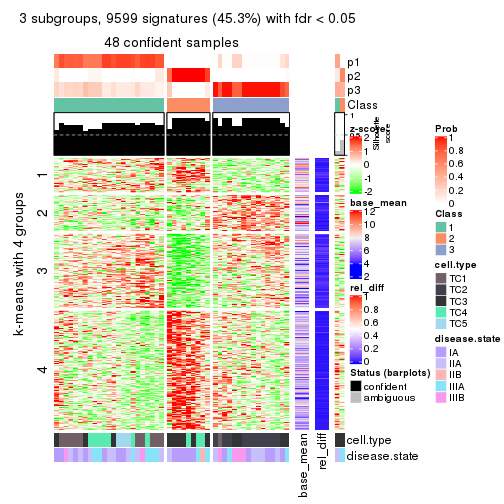 3 subgroups, 9599 signatures (45.3%) with fdr < 0.05
48 confident samples
p1
p2
p3
Class
1
0.5
0
Silhouette
score
k-means with 4 groups
1
2
3
4
base_mean
rel_diff
cell.type
disease.state
z-score
2
1
0
-1
-2
base_mean
12
10
8
6
4
2
rel_diff
1
0.8
0.6
0.4
0.2
0
Status (barplots)
confident
ambiguous
Prob
1
0.8
0.6
0.4
0.2
0
Class
1
2
3
cell.type
TC1
TC2
TC3
TC4
TC5
disease.state
IA
IIA
IIB
IIIA
IIIB